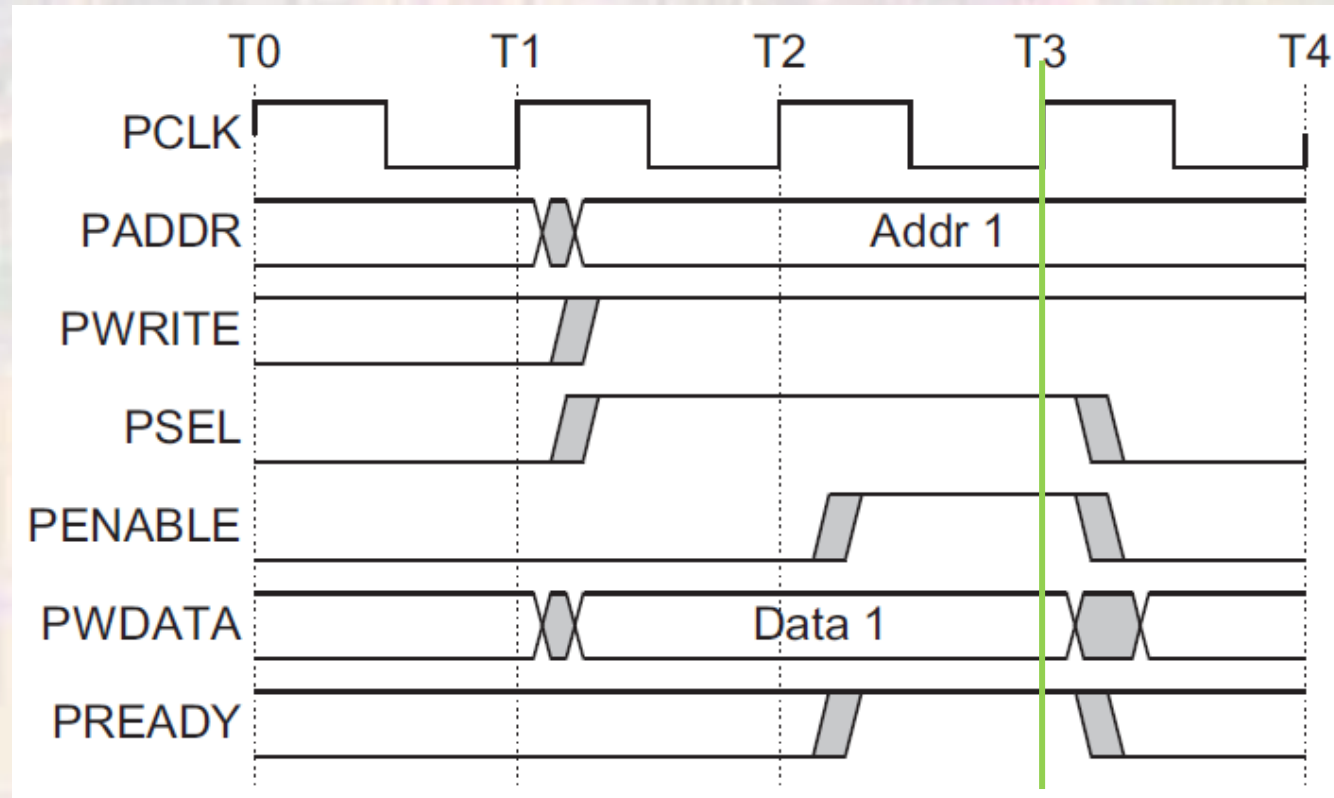 T0 T1 T2 T3 T4
PCLK
PADDR Addr 1
PWRITE
PSEL
PENABLE
PWDATA Data 1
PREADY